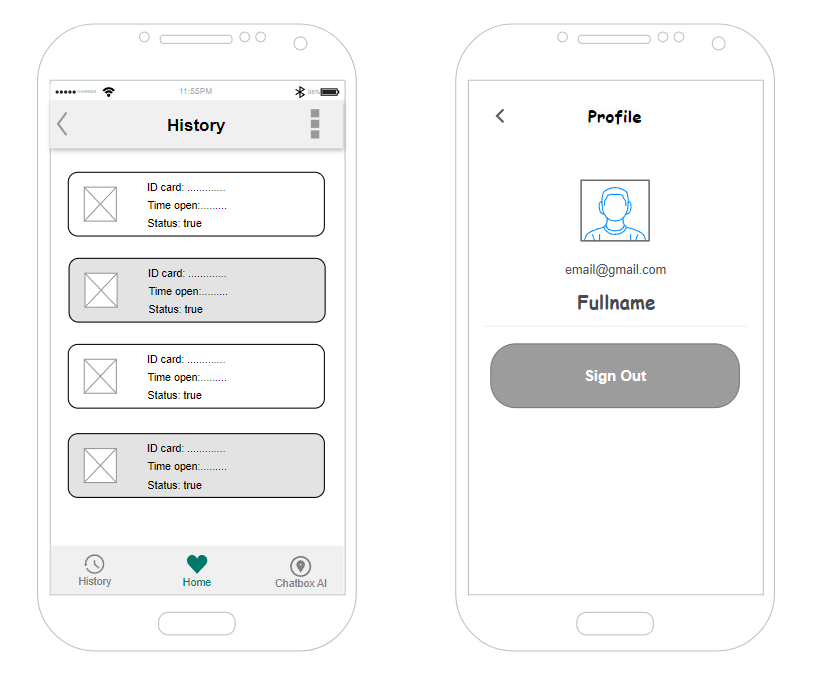 CARRIER 11:55PM 98%
History
ID card: .............
Time open:.........
Status: true
ID card: .............
Time open:.........
Status: true
ID card: .............
Time open:.........
Status: true
ID card: .............
Time open:.........
Status: true
History Home Chatbox AI
Profile
email@gmail.com
Fullname
Sign Out